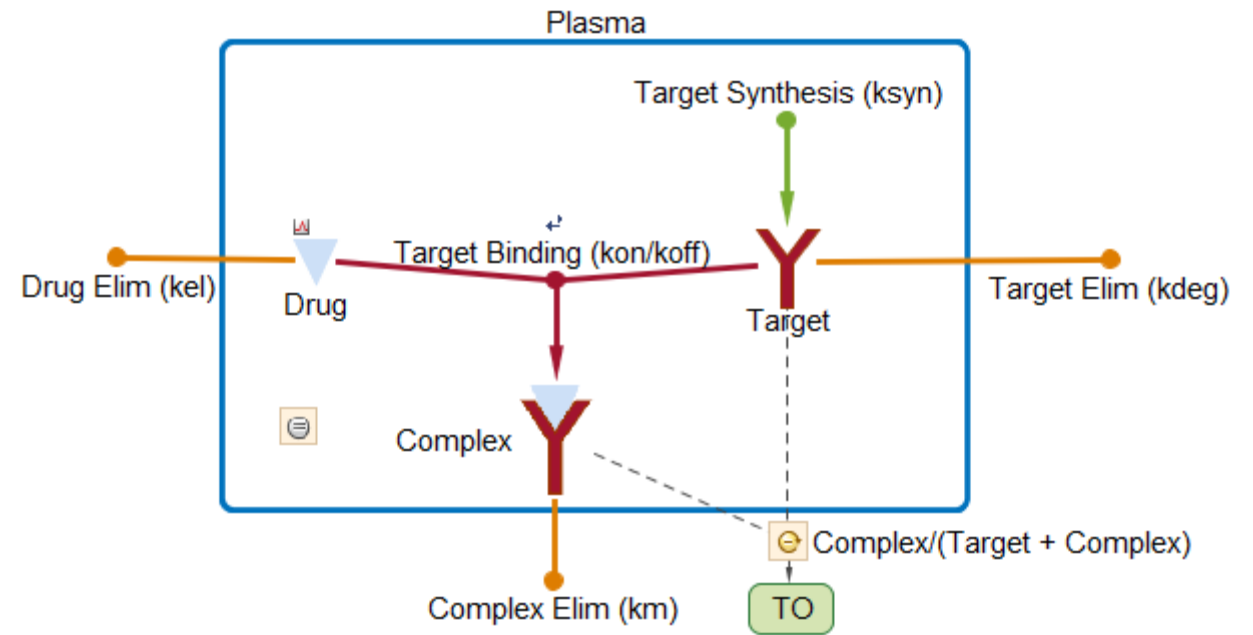 Plasma
Target Synthesis (ksyn)
Target Binding (kon/koff)
Drug Elim (kel)
Drug
Target
Target Elim (kdeg)
Complex
Complex/(Target + Complex)
Complex Elim (km)
TO